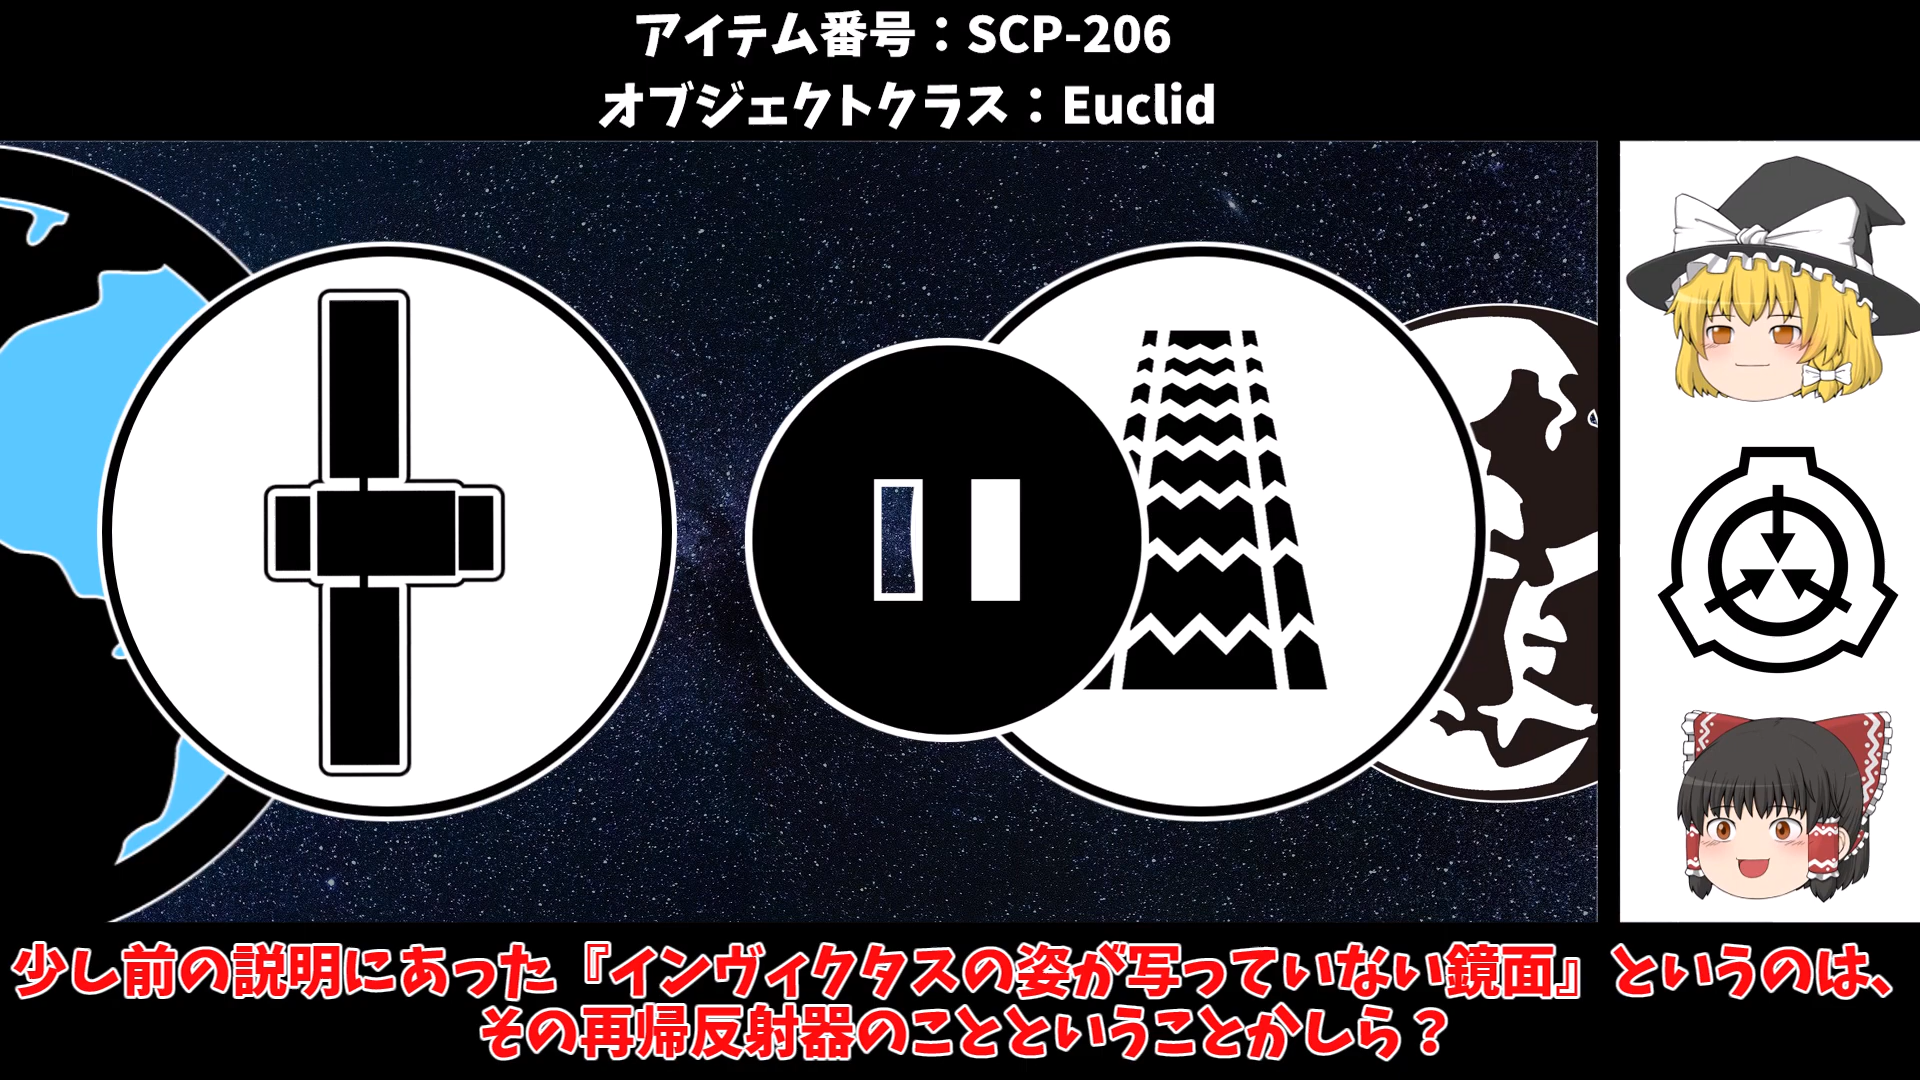 アイテム番号：SCP-206
オブジェクトクラス：Euclid
少し前の説明にあった『インヴィクタスの姿が写っていない鏡面』というのは、
その再帰反射器のことということかしら？